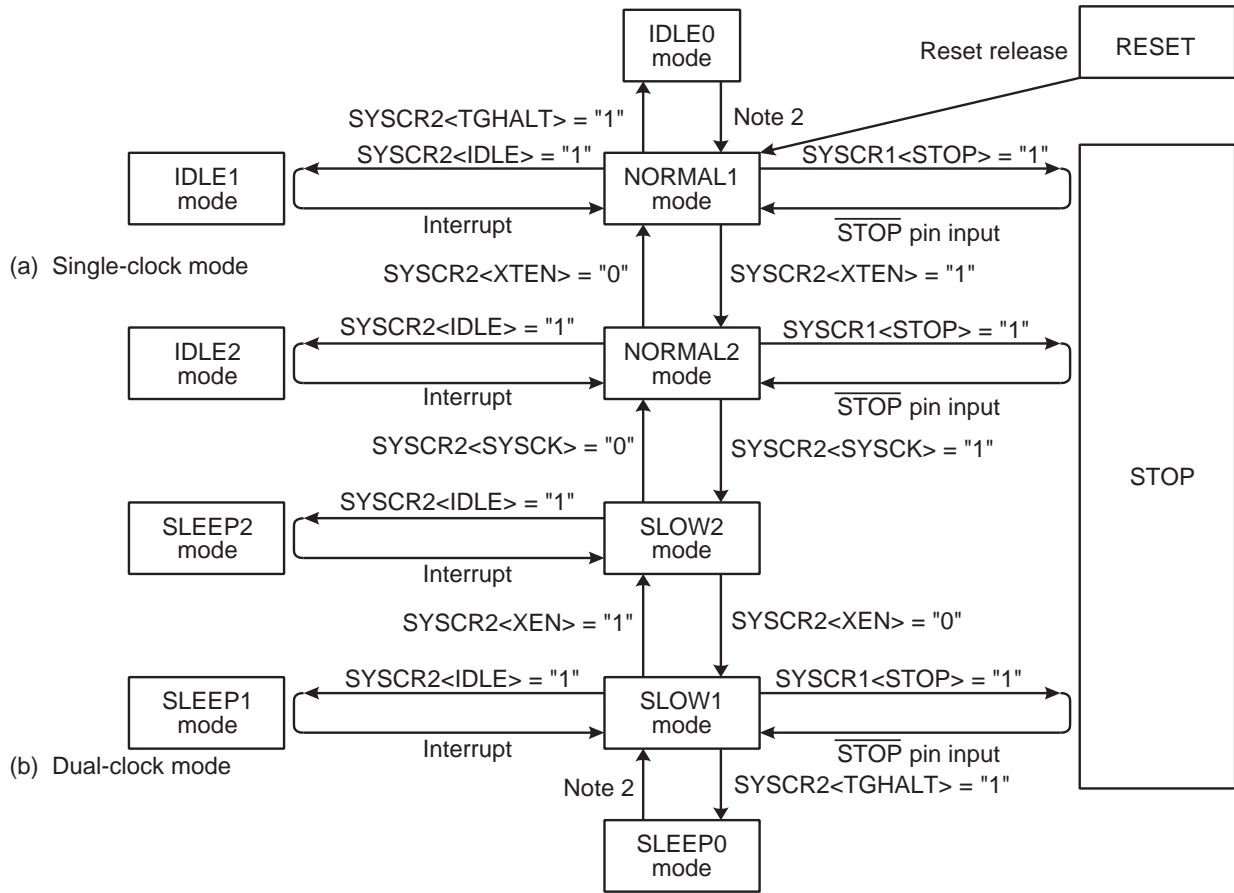 IDLE0
mode
Reset release
RESET
SYSCR2<TGHALT> = "1"
Note 2
IDLE1
mode
SYSCR2<IDLE> = "1"
Interrupt
NORMAL1
mode
SYSCR1<STOP> = "1"
STOP pin input
(a) Single-clock mode
SYSCR2<XTEN> = "0"
SYSCR2<XTEN> = "1"
IDLE2
mode
SYSCR2<IDLE> = "1"
Interrupt
NORMAL2
mode
SYSCR1<STOP> = "1"
STOP pin input
SYSCR2<SYSCK> = "0"
SYSCR2<SYSCK> = "1"
STOP
SLEEP2
mode
SYSCR2<IDLE> = "1"
Interrupt
SLOW2
mode
SYSCR2<XEN> = "1"
SYSCR2<XEN> = "0"
SLEEP1
mode
SYSCR2<IDLE> = "1"
Interrupt
SLOW1
mode
SYSCR1<STOP> = "1"
STOP pin input
(b) Dual-clock mode
Note 2
SYSCR2<TGHALT> = "1"
SLEEP0
mode